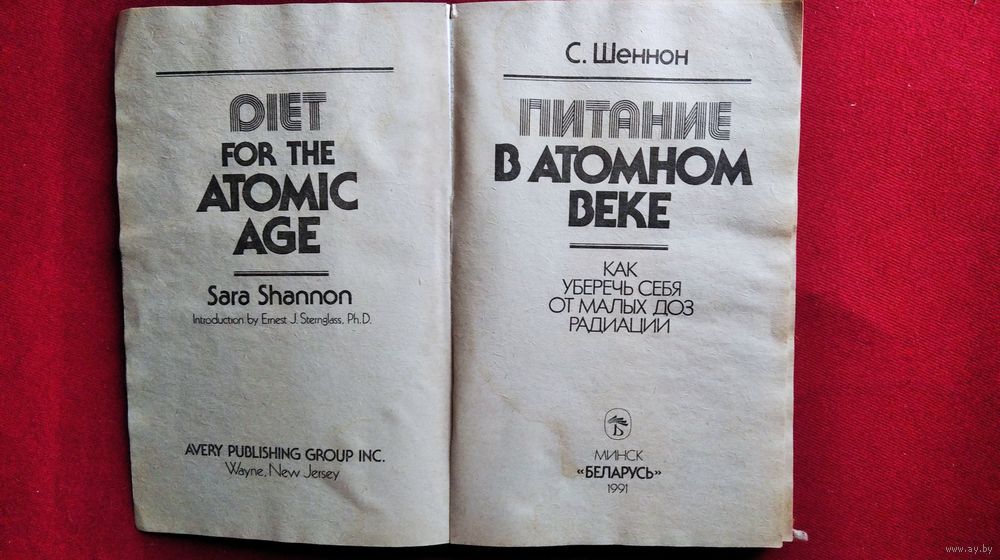 DIET
FOR THE
ATOMIC
AGE
Sara Shannon
Introduction by Ernest J. Sternglass, Ph.D.
AVERY PUBLISHING GROUP INC.
Wayne, New Jersey
С. Шеннон
ПИТАНИЕ
В АТОМНОМ
ВЕКЕ
КАК
УБЕРЕЧЬ СЕБЯ
ОТ МАЛЫХ ДОЗ
РАДИАЦИИ
Б
МИНСК
«БЕЛАРУСЬ»
1991
www.ay.by